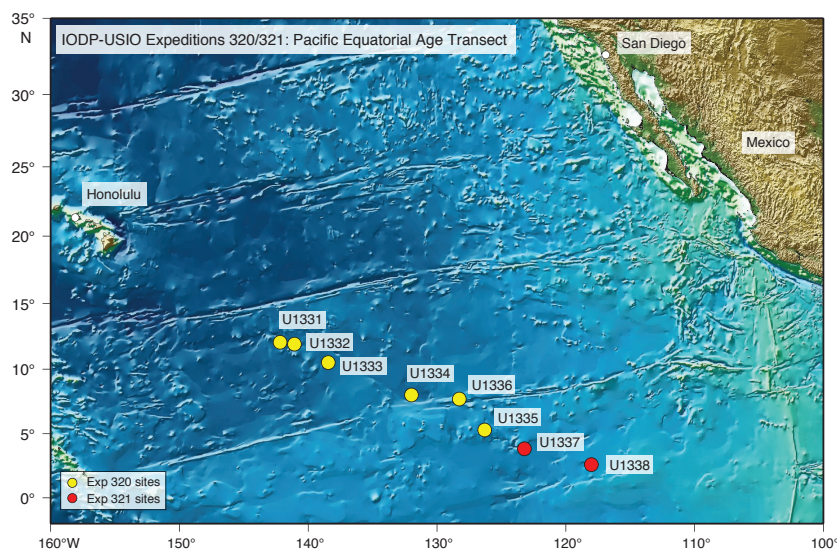 35°
N
IODP-USIO Expeditions 320/321: Pacific Equatorial Age Transect
San Diego
30°
Mexico
25°
Honolulu
20°
15°
U1331
U1332
10°
U1333
U1334
U1336
5°
U1335
U1337
U1338
Exp 320 sites
Exp 321 sites
0°
160°W
150°
140°
130°
120°
110°
100°